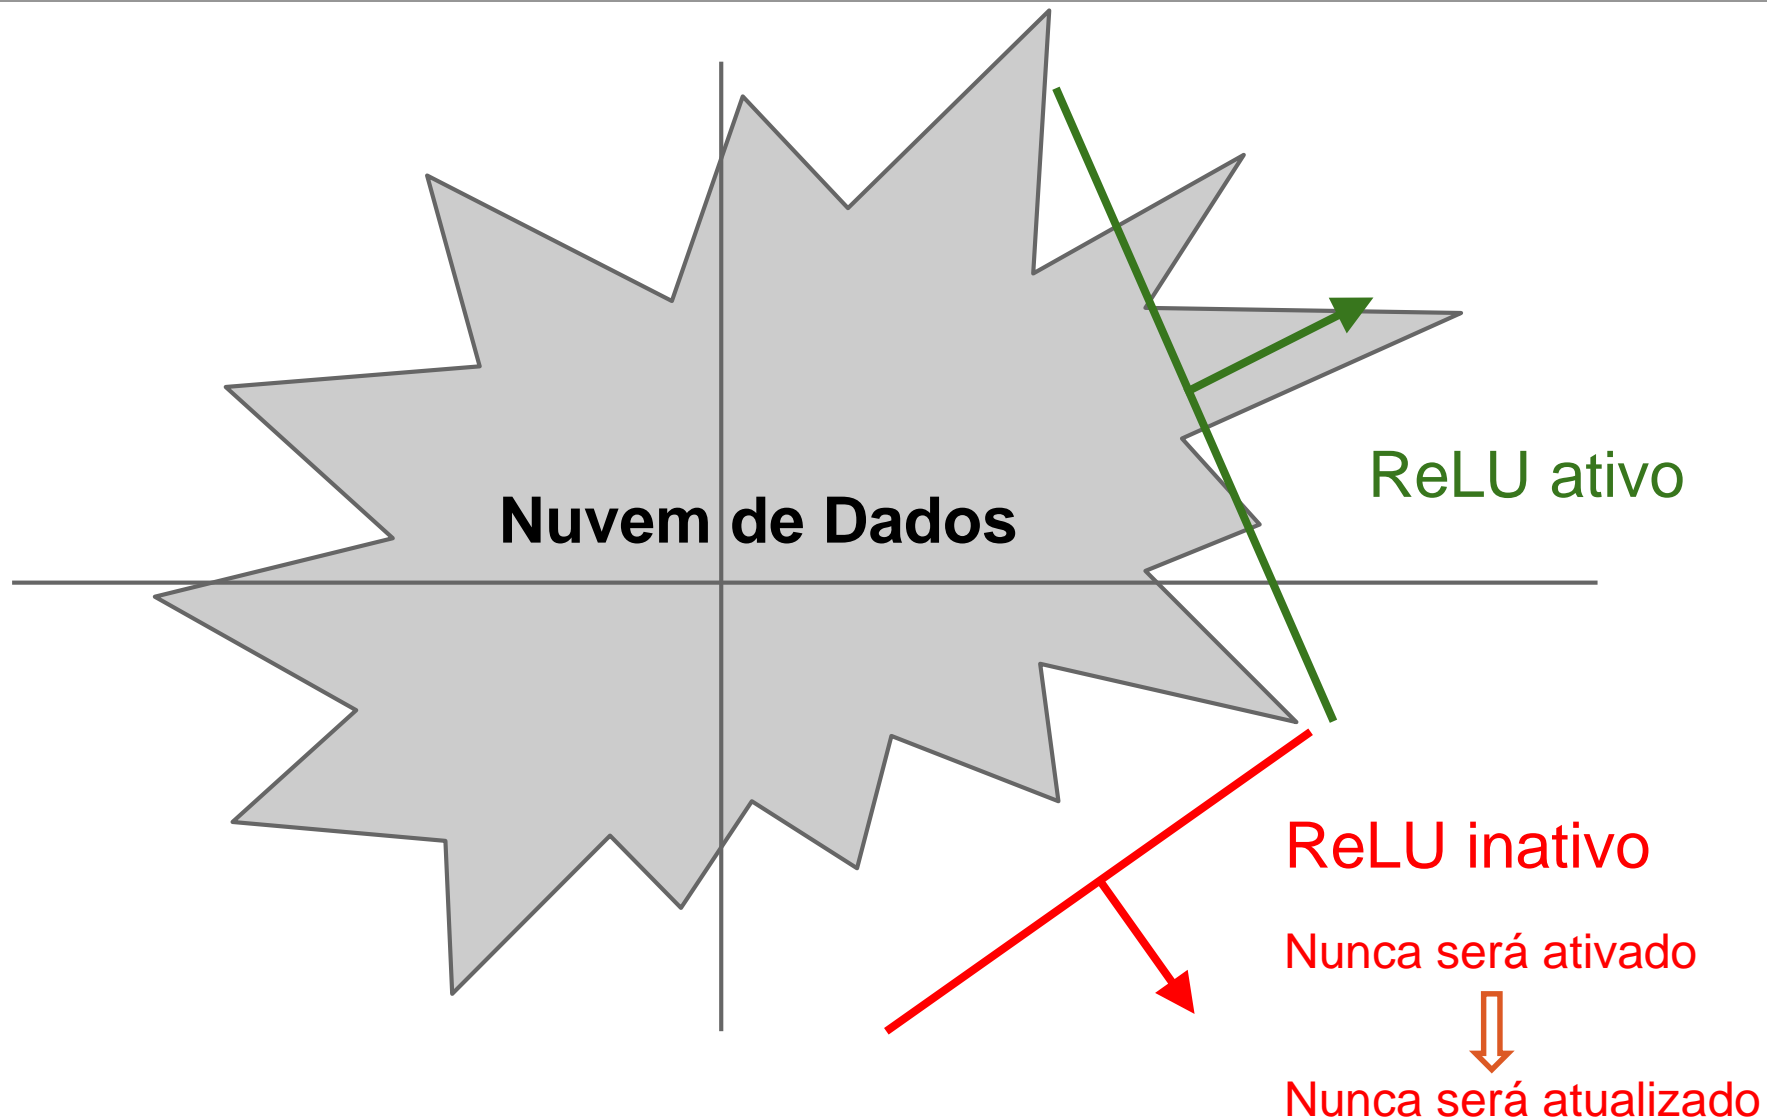 Nuvem de Dados
ReLU ativo
ReLU inativo
Nunca será ativado
Nunca será atualizado